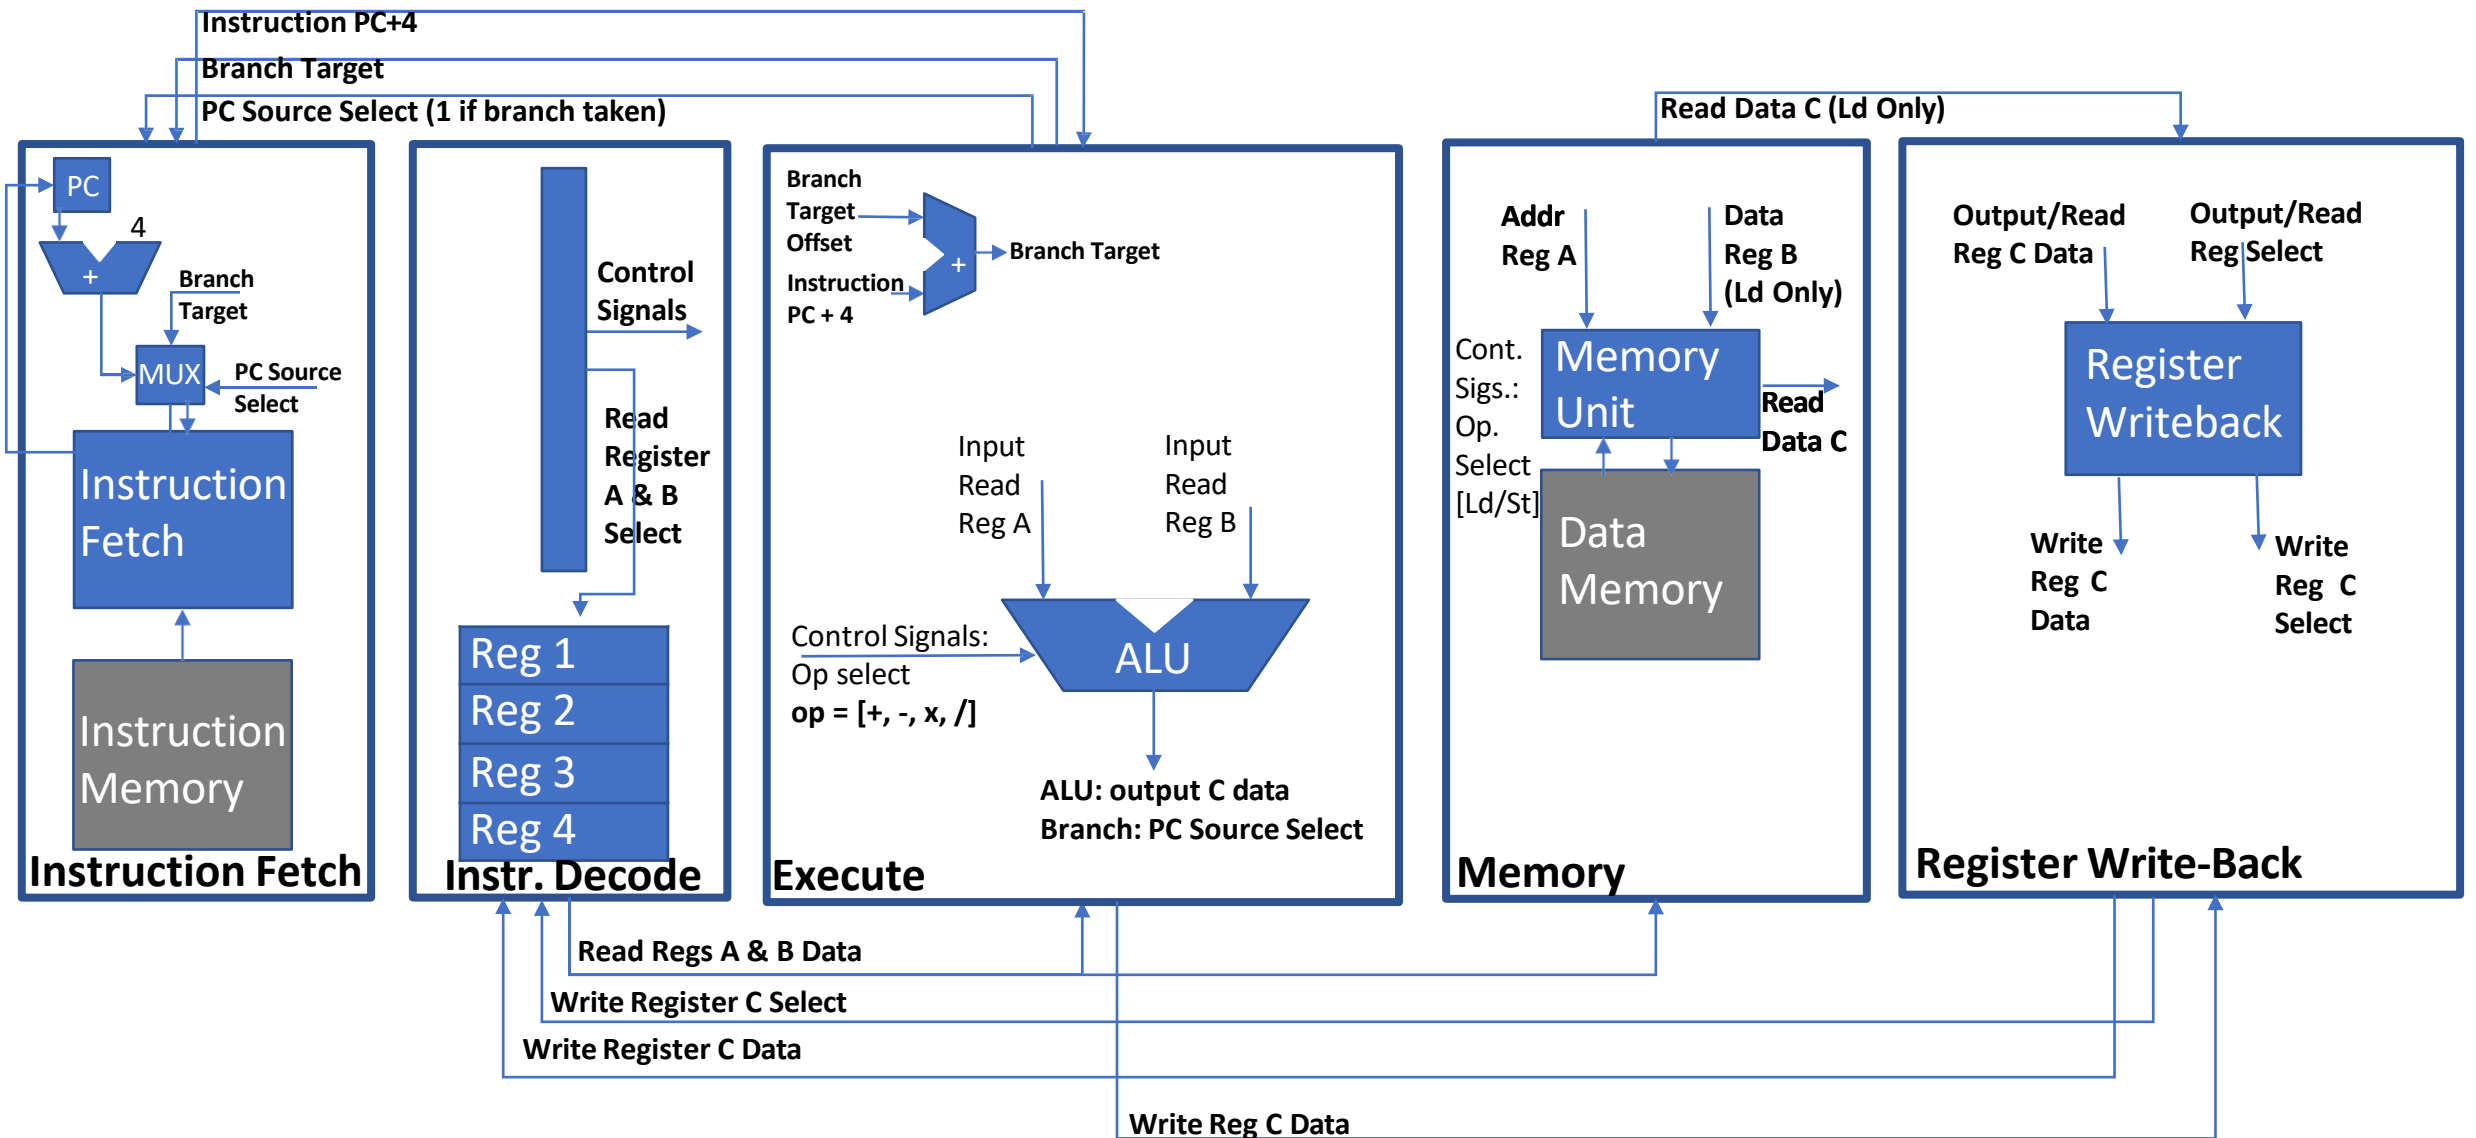 Instruction PC+4
Branch Target
PC Source Select (1 if branch taken)
PC
4
+
Branch
Target
MUX
PC Source
Select
Instruction
Fetch
Instruction
Memory
Instruction Fetch
Control
Signals
Read
Register
A & B
Select
Reg 1
Reg 2
Reg 3
Reg 4
Instr. Decode
Branch
Target
Offset
Instruction
PC + 4
+
Branch Target
Input
Read
Reg A
Input
Read
Reg B
Control Signals:
Op select
op = [+, -, x, /]
ALU
ALU: output C data
Branch: PC Source Select
Execute
Read Data C (Ld Only)
Addr
Reg A
Data
Reg B
(Ld Only)
Cont.
Sigs.:
Op.
Select
[Ld/St]
Memory
Unit
Read
Data C
Data
Memory
Memory
Output/Read
Reg C Data
Output/Read
Reg Select
Register
Writeback
Write
Reg C
Data
Write
Reg C
Select
Register Write-Back
Read Regs A & B Data
Write Register C Select
Write Register C Data
Write Reg C Data